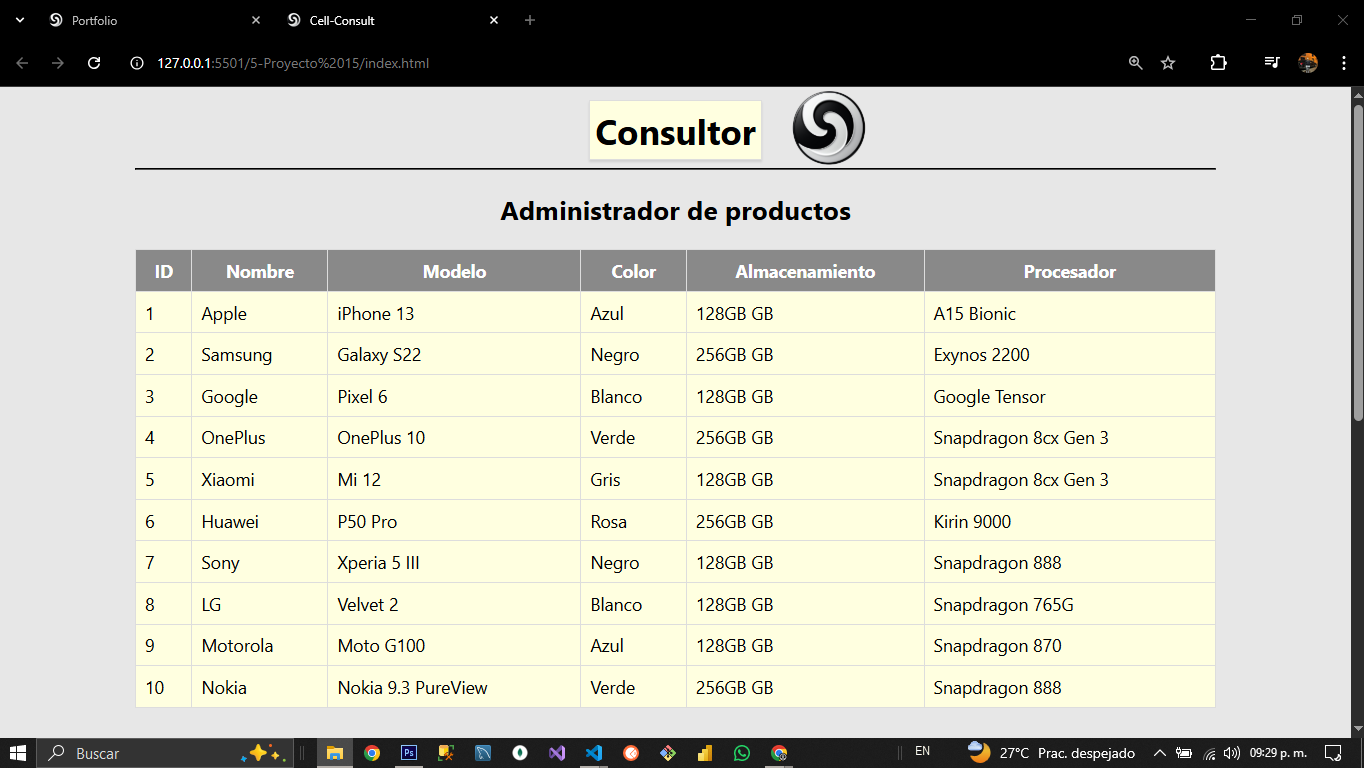 Portfolio
Cell-Consult
127.0.0.1:5501/5-Proyecto%2015/index.html
Consultor
Administrador de productos
ID Nombre Modelo Color Almacenamiento Procesador
1 Apple iPhone 13 Azul 128GB GB A15 Bionic
2 Samsung Galaxy S22 Negro 256GB GB Exynos 2200
3 Google Pixel 6 Blanco 128GB GB Google Tensor
4 OnePlus OnePlus 10 Verde 256GB GB Snapdragon 8cx Gen 3
5 Xiaomi Mi 12 Gris 128GB GB Snapdragon 8cx Gen 3
6 Huawei P50 Pro Rosa 256GB GB Kirin 9000
7 Sony Xperia 5 III Negro 128GB GB Snapdragon 888
8 LG Velvet 2 Blanco 128GB GB Snapdragon 765G
9 Motorola Moto G100 Azul 128GB GB Snapdragon 870
10 Nokia Nokia 9.3 PureView Verde 256GB GB Snapdragon 888
Buscar
Ps
EN
27°C Prac. despejado
09:29 p. m.